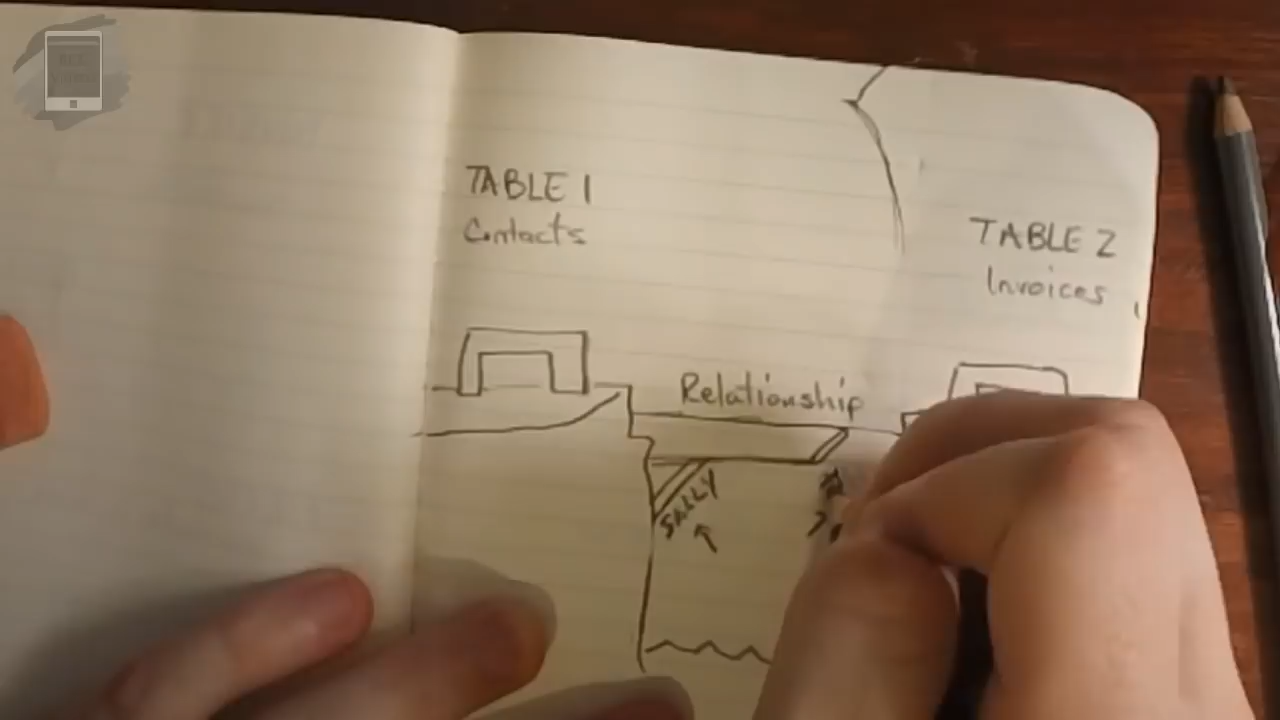 TABLE 1
Contacts
TABLE 2
Invoices
Relationship
SALLY